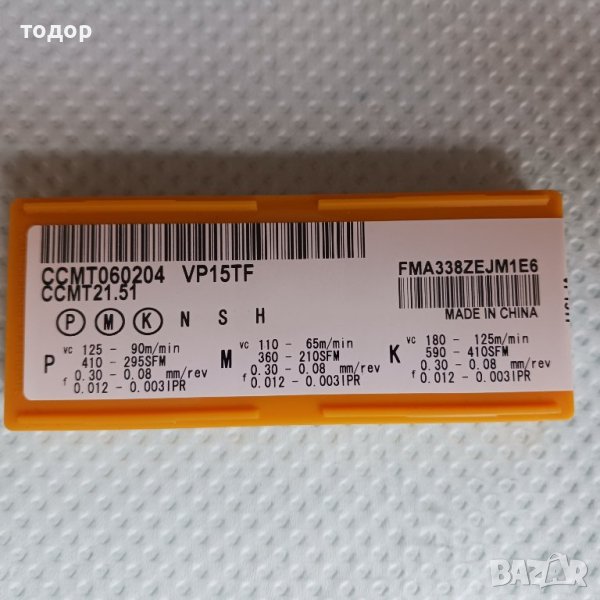 тодор
CCMT060204 VP15TF
CCMT21.51
FMA338ZEJM1E6
MADE IN CHINA
P M K N S H
P vc 125 - 90m/min
410 - 295SFM
f 0.30 - 0.08 mm/rev
0.012 - 0.003IPR
M vc 110 - 65m/min
360 - 210SFM
f 0.30 - 0.08 mm/rev
0.012 - 0.003IPR
K vc 180 - 125m/min
590 - 410SFM
f 0.30 - 0.08 mm/rev
0.012 - 0.003IPR
BAZAR